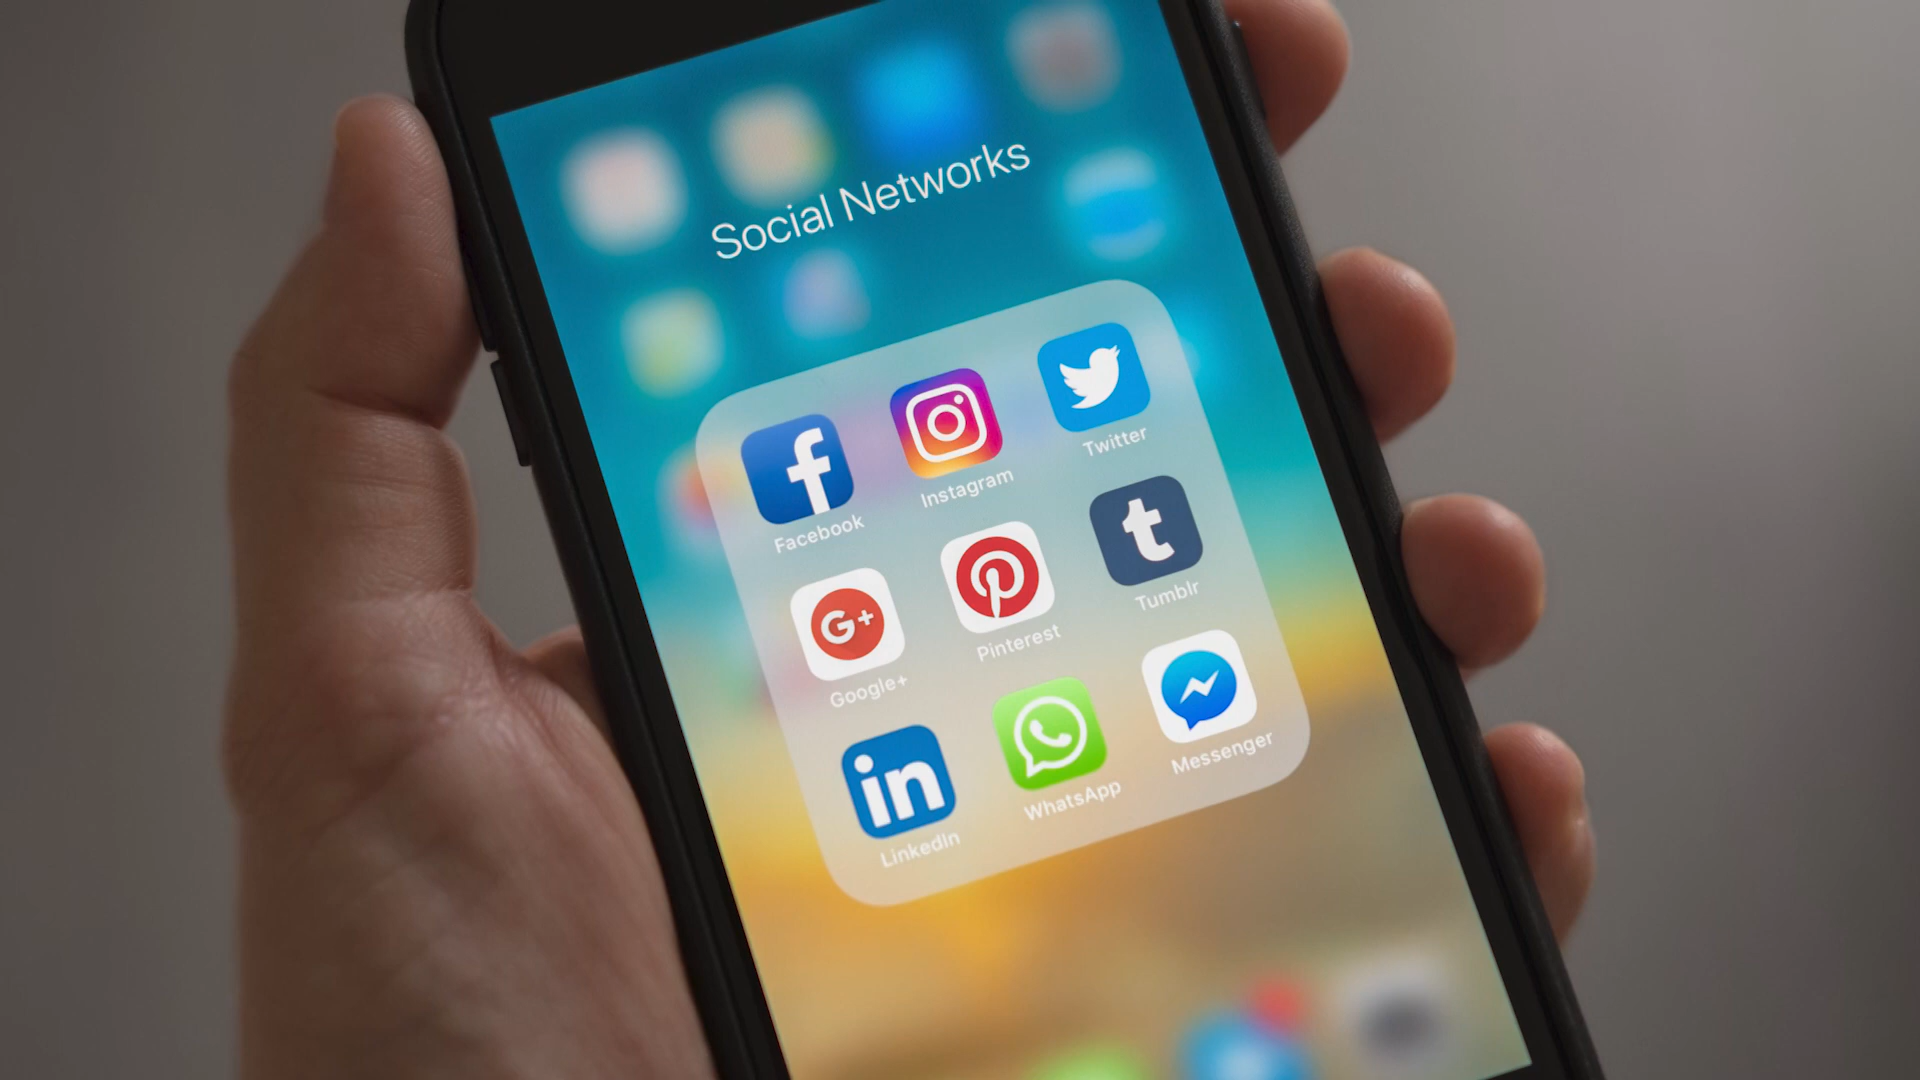 Social Networks
Facebook
Instagram
Twitter
Google+
Pinterest
Tumblr
LinkedIn
WhatsApp
Messenger